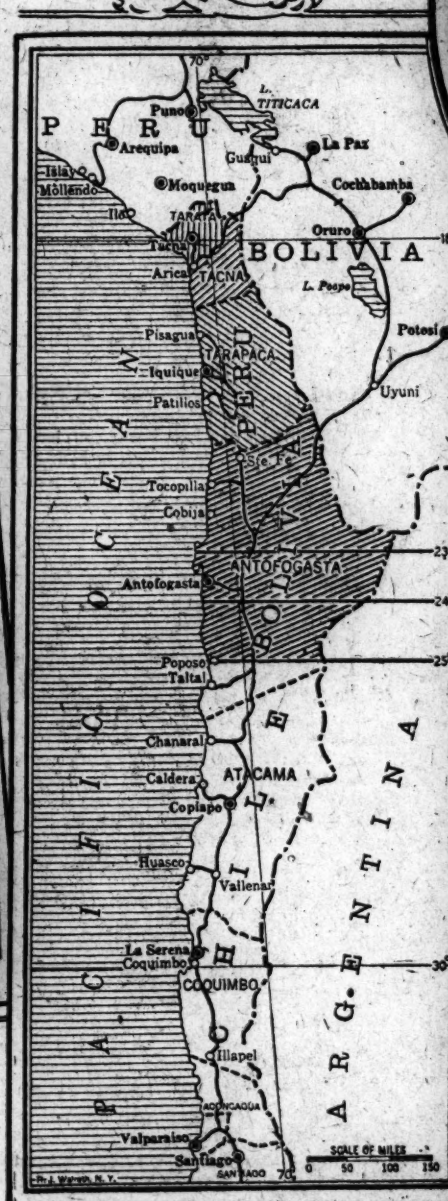 70°
L. TITICACA
Puno
PERU
Arequipa
La Paz
Guaqui
Islay
Mollendo
Moquegua
Cochabamba
Ilo
TARATA
Tacna
Oruro
18
BOLIVIA
Arica
TACNA
L. Poopo
Pisagua
TARAPACA
Potosi
Iquique
PERU
Uyuni
Patillos
Ste. Fe
Tocopilla
Cobija
BOLIVIA
23
ANTOFOGASTA
Antofogasta
24
Poposo
25
Taltal
Chanaral
Caldera
ATACAMA
Copiapo
Huasco
Vallenar
CHILE
ARGENTINA
PACIFIC OCEAN
La Serena
Coquimbo
30°
COQUIMBO
Illapel
ACONCAGUA
Valparaiso
Santiago
SANTIAGO
70°
SCALE OF MILES
0 50 100 150